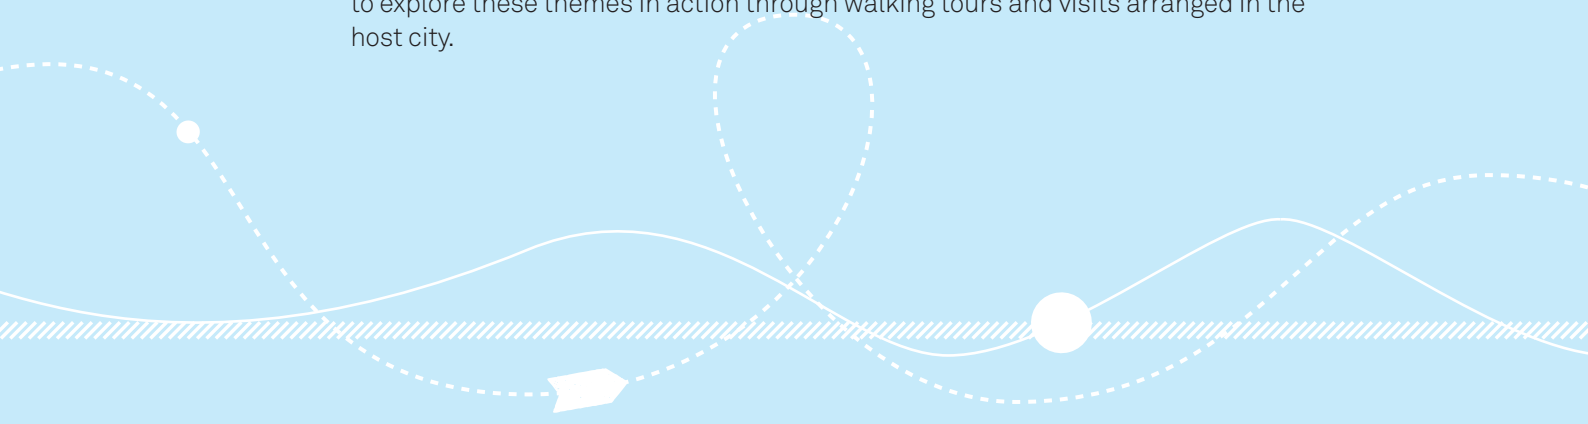 to explore these themes in action through walking tours and visits arranged in the
host city.